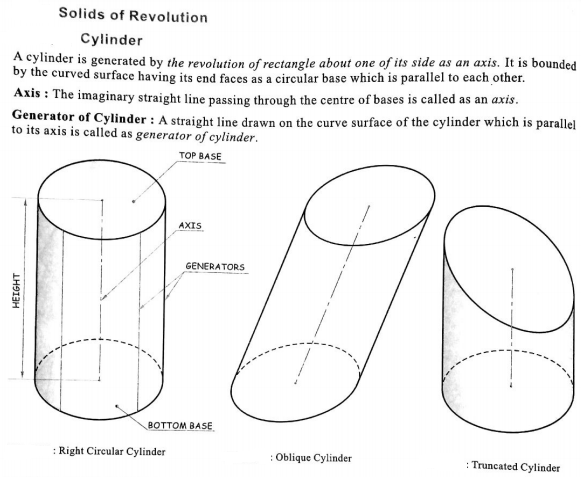 Solids of Revolution
Cylinder
A cylinder is generated by the revolution of rectangle about one of its side as an axis. It is bounded
by the curved surface having its end faces as a circular base which is parallel to each other.
Axis : The imaginary straight line passing through the centre of bases is called as an axis.
Generator of Cylinder : A straight line drawn on the curve surface of the cylinder which is parallel
to its axis is called as generator of cylinder.
TOP BASE
AXIS
GENERATORS
HEIGHT
BOTTOM BASE
: Right Circular Cylinder
: Oblique Cylinder
: Truncated Cylinder